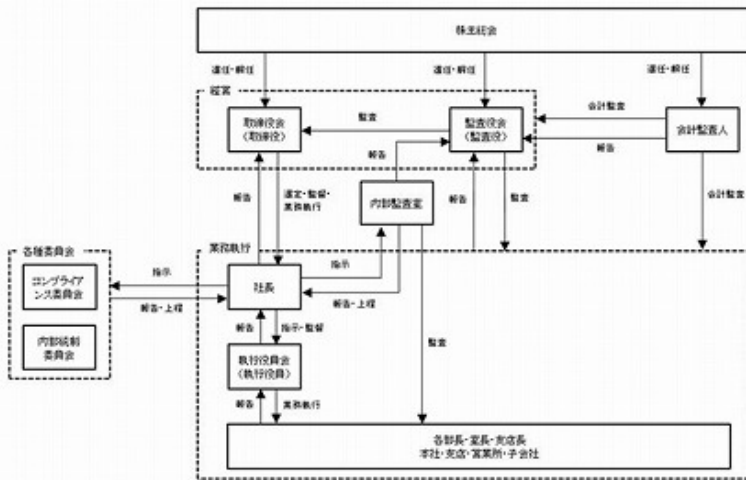 株主総会
選任・解任
選任・解任
選任・解任
経営
取締役会
(取締役)
監査
監査役会
(監査役)
会計監査
報告
会計監査人
報告
報告
選定・監督・
業務執行
内部監査室
報告
監査
会計監査
各種委員会
コンプライ
アンス委員会
内部統制
委員会
業務執行
指示
報告・上程
社長
指示
報告・上程
報告
指示・監督
監査
執行役員会
(執行役員)
報告
業務執行
各部長・室長・支店長
本社・支店・営業所・子会社